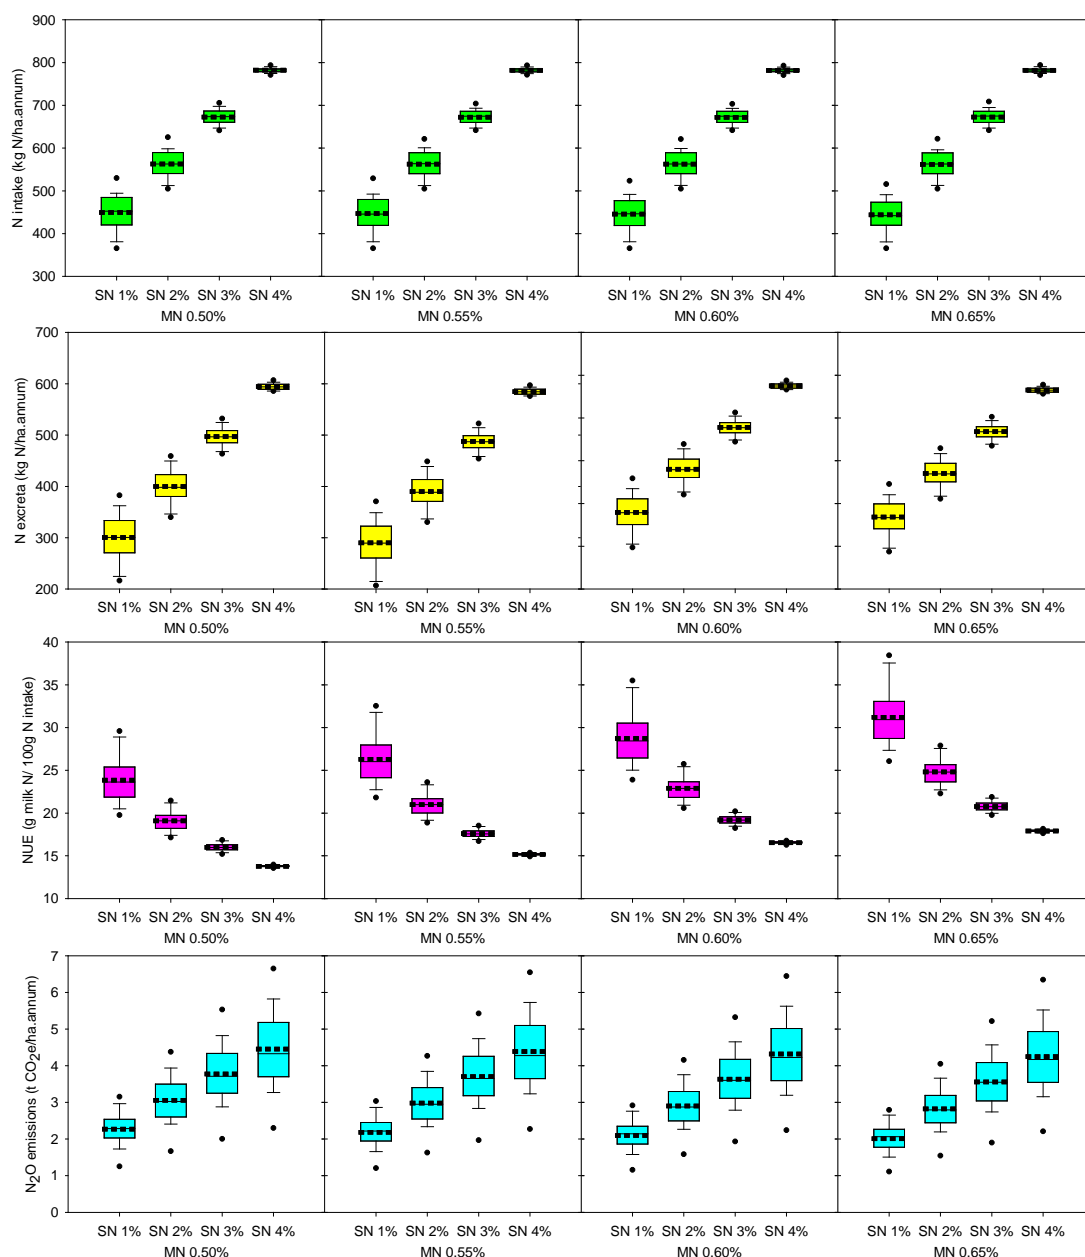 N intake (kg N/ha.annum)
900
800
700
600
500
400
300
SN 1% SN 2% SN 3% SN 4% SN 1% SN 2% SN 3% SN 4% SN 1% SN 2% SN 3% SN 4% SN 1% SN 2% SN 3% SN 4%
MN 0.50% MN 0.55% MN 0.60% MN 0.65%
N excreta (kg N/ha.annum)
700
600
500
400
300
200
SN 1% SN 2% SN 3% SN 4% SN 1% SN 2% SN 3% SN 4% SN 1% SN 2% SN 3% SN 4% SN 1% SN 2% SN 3% SN 4%
MN 0.50% MN 0.55% MN 0.60% MN 0.65%
NUE (g milk N/ 100g N intake)
40
35
30
25
20
15
10
SN 1% SN 2% SN 3% SN 4% SN 1% SN 2% SN 3% SN 4% SN 1% SN 2% SN 3% SN 4% SN 1% SN 2% SN 3% SN 4%
MN 0.50% MN 0.55% MN 0.60% MN 0.65%
N₂O emissions (t CO₂e/ha.annum)
7
6
5
4
3
2
1
0
SN 1% SN 2% SN 3% SN 4% SN 1% SN 2% SN 3% SN 4% SN 1% SN 2% SN 3% SN 4% SN 1% SN 2% SN 3% SN 4%
MN 0.50% MN 0.55% MN 0.60% MN 0.65%